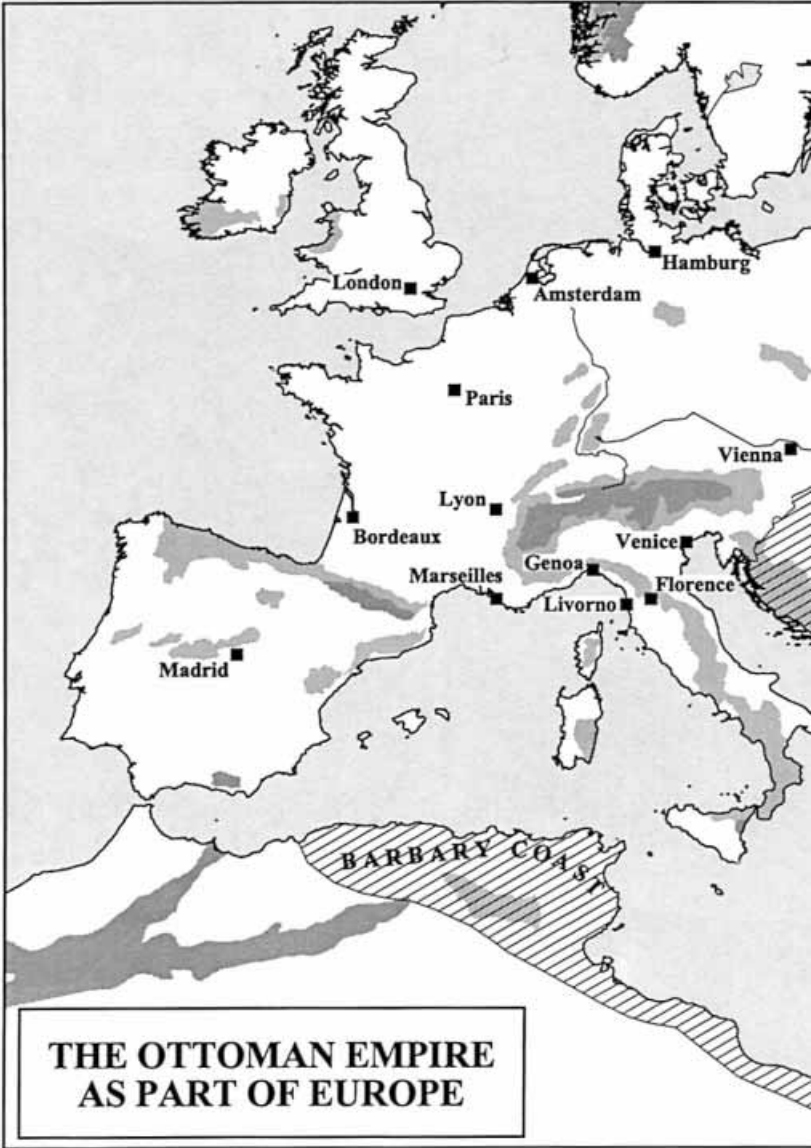 London
Hamburg
Amsterdam
Paris
Vienna
Lyon
Bordeaux
Venice
Genoa
Marseilles
Florence
Livorno
Madrid
BARBARY COAST
THE OTTOMAN EMPIRE
AS PART OF EUROPE